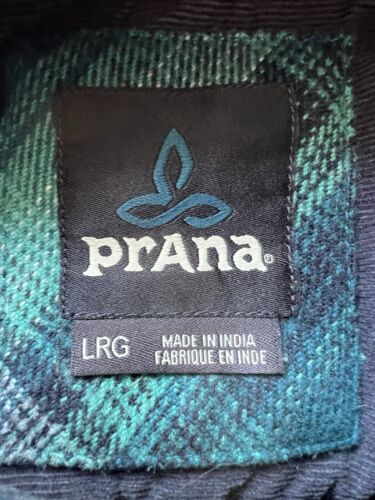 prAna®
LRG
MADE IN INDIA
FABRIQUE EN INDE